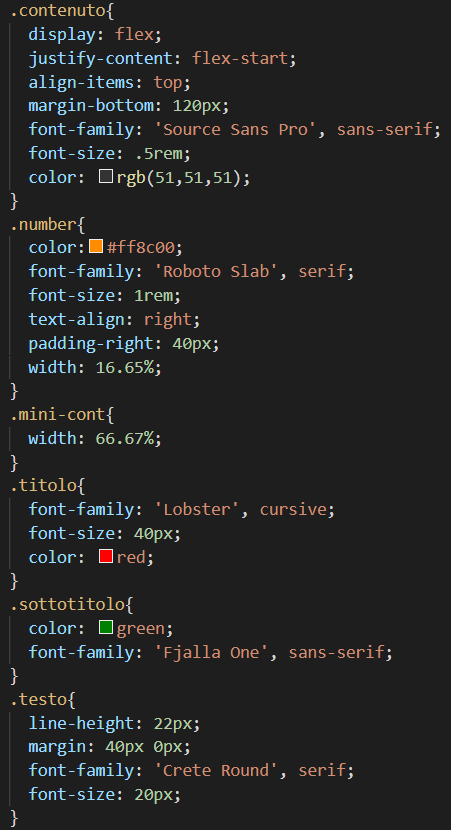 .contenuto{
display: flex;
justify-content: flex-start;
align-items: top;
margin-bottom: 120px;
font-family: 'Source Sans Pro', sans-serif;
font-size: .5rem;
color: rgb(51,51,51);
}
.number{
color:#ff8c00;
font-family: 'Roboto Slab', serif;
font-size: 1rem;
text-align: right;
padding-right: 40px;
width: 16.65%;
}
.mini-cont{
width: 66.67%;
}
.titolo{
font-family: 'Lobster', cursive;
font-size: 40px;
color: red;
}
.sottotitolo{
color: green;
font-family: 'Fjalla One', sans-serif;
}
.testo{
line-height: 22px;
margin: 40px 0px;
font-family: 'Crete Round', serif;
font-size: 20px;
}